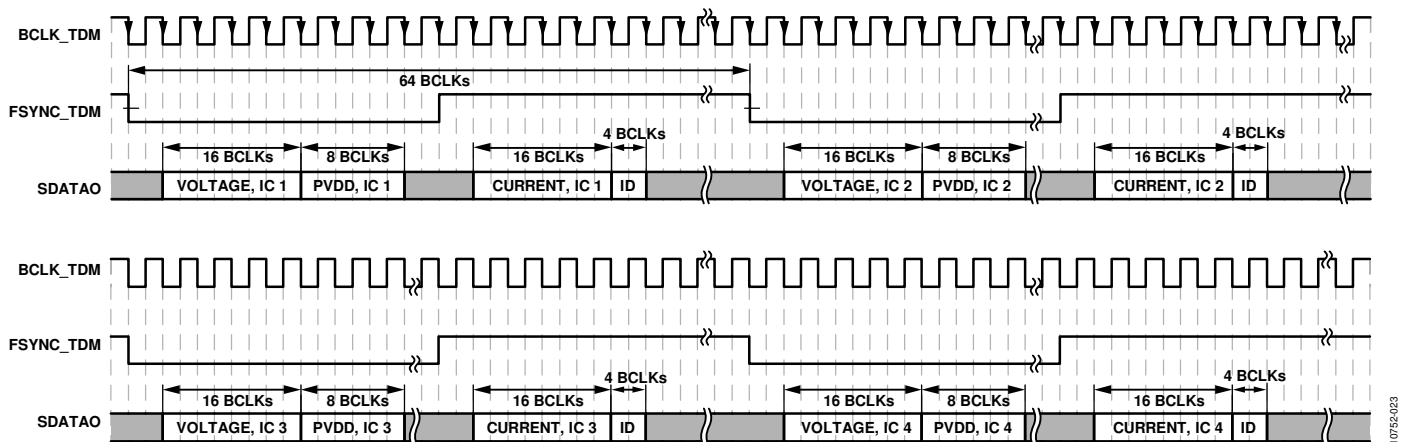 BCLK_TDM
64 BCLKs
FSYNC_TDM
4 BCLKs 4 BCLKs
16 BCLKs 8 BCLKs 16 BCLKs 16 BCLKs 8 BCLKs 16 BCLKs
SDATAO VOLTAGE, IC 1 PVDD, IC 1 CURRENT, IC 1 ID VOLTAGE, IC 2 PVDD, IC 2 CURRENT, IC 2 ID
BCLK_TDM
FSYNC_TDM
4 BCLKs 4 BCLKs
16 BCLKs 8 BCLKs 16 BCLKs 16 BCLKs 8 BCLKs 16 BCLKs
SDATAO VOLTAGE, IC 3 PVDD, IC 3 CURRENT, IC 3 ID VOLTAGE, IC 4 PVDD, IC 4 CURRENT, IC 4 ID
10752-023